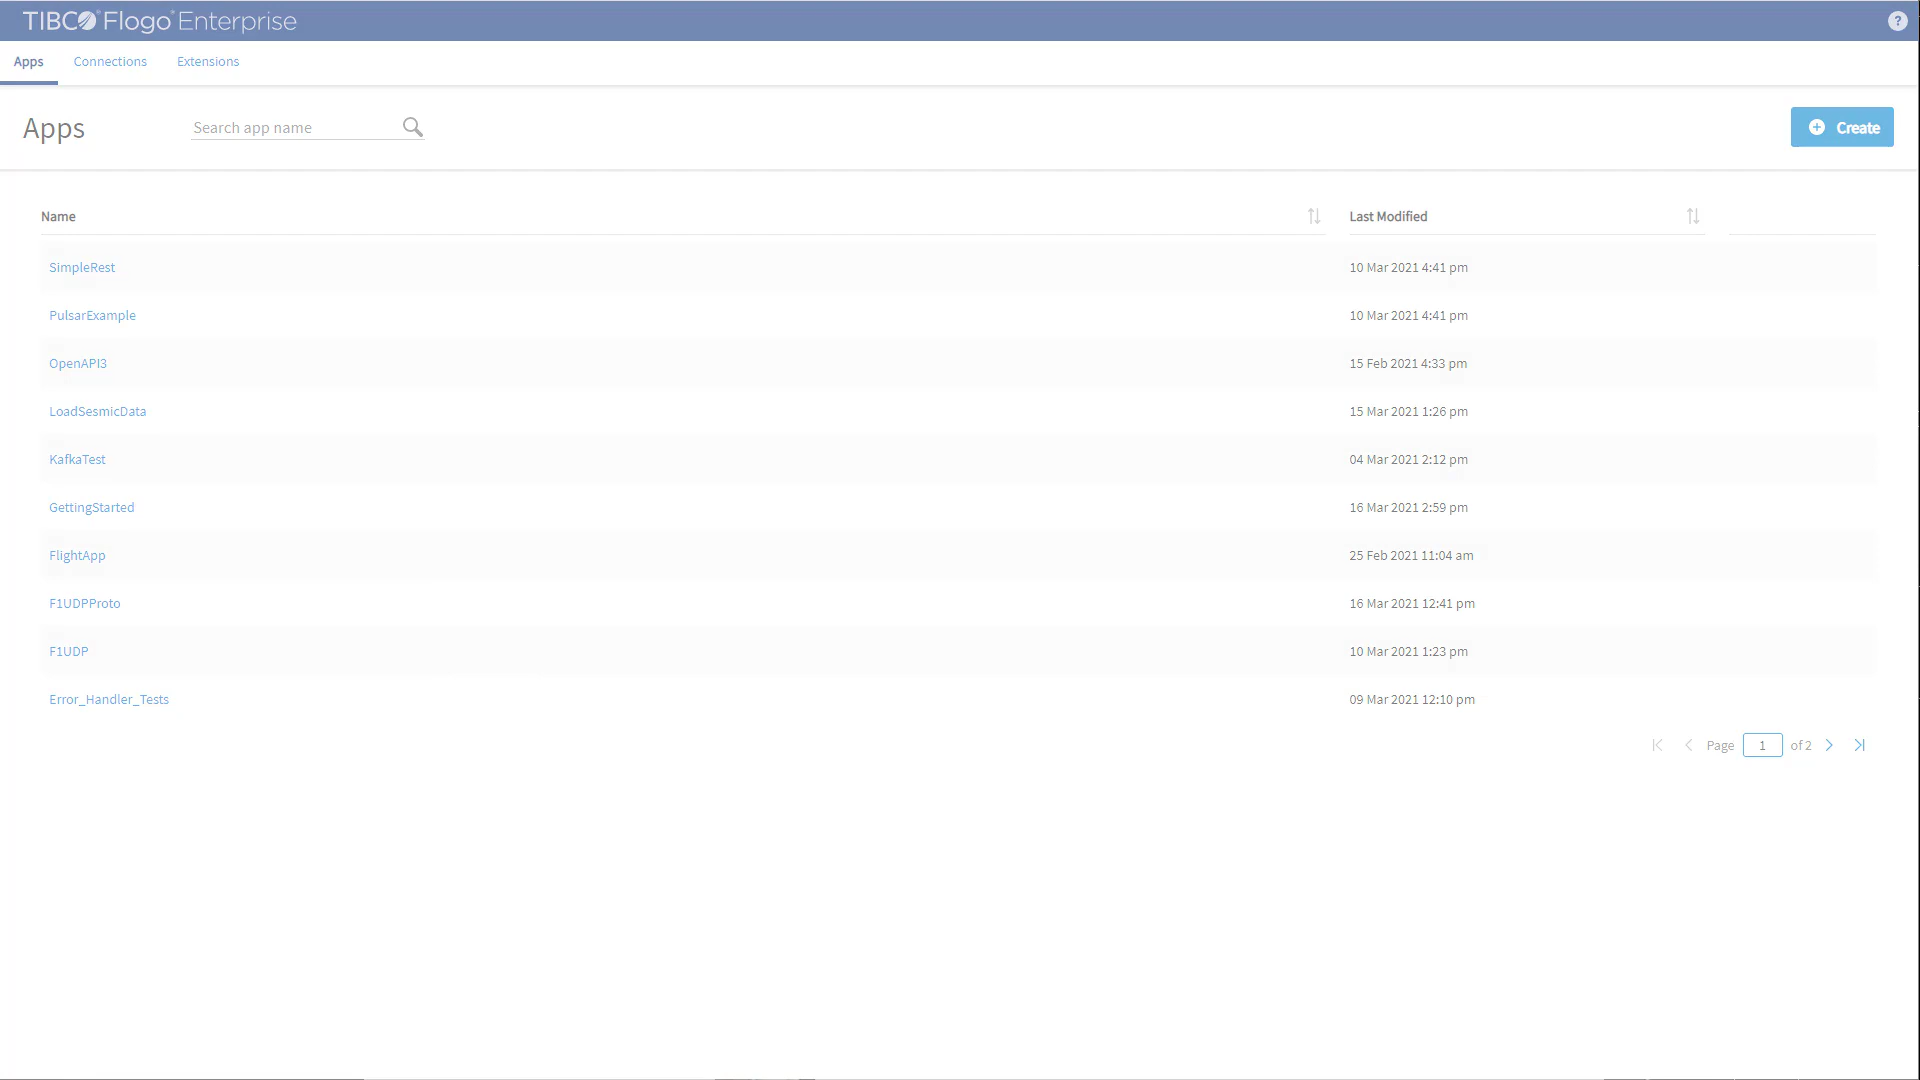 TIBCO Flogo® Enterprise
?
Apps Connections Extensions
Apps
Search app name
Create
Name Last Modified
SimpleRest 10 Mar 2021 4:41 pm
PulsarExample 10 Mar 2021 4:41 pm
OpenAPI3 15 Feb 2021 4:33 pm
LoadSesmicData 15 Mar 2021 1:26 pm
KafkaTest 04 Mar 2021 2:12 pm
GettingStarted 16 Mar 2021 2:59 pm
FlightApp 25 Feb 2021 11:04 am
F1UDPProto 16 Mar 2021 12:41 pm
F1UDP 10 Mar 2021 1:23 pm
Error_Handler_Tests 09 Mar 2021 12:10 pm
Page 1 of 2